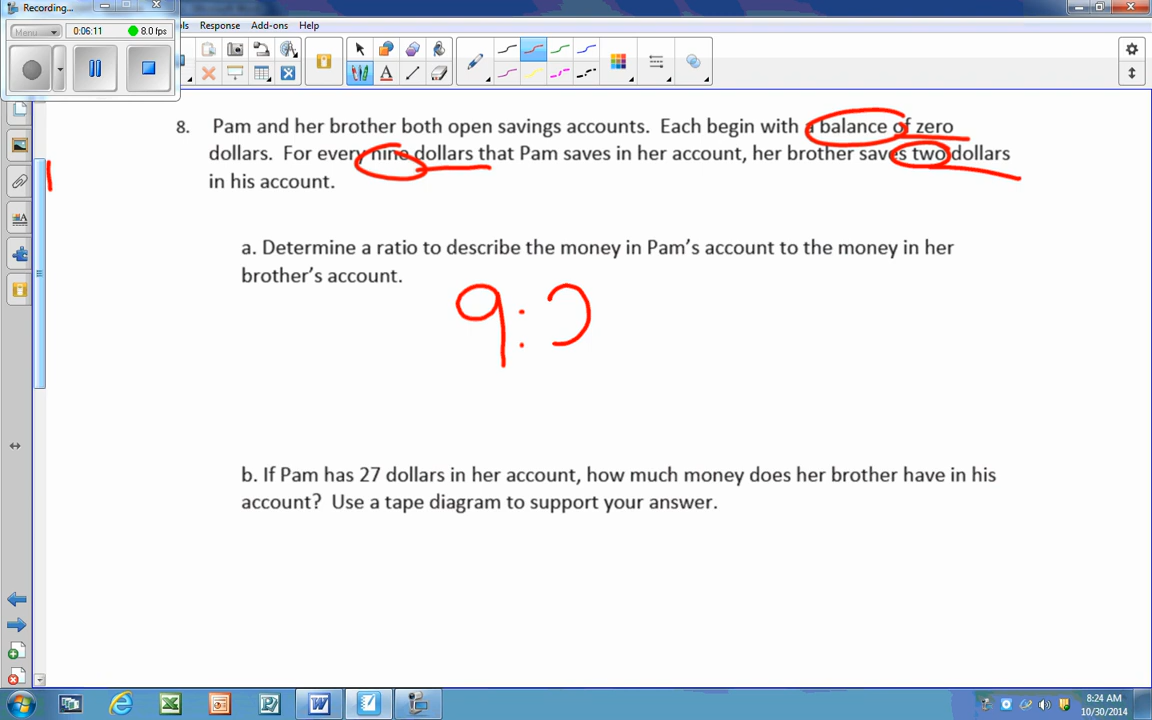 Recording...
Menu
0:06:11
8.0 fps
Response Add-ons Help
8. Pam and her brother both open savings accounts. Each begin with a balance of zero
dollars. For every nine dollars that Pam saves in her account, her brother saves two dollars
in his account.
a. Determine a ratio to describe the money in Pam's account to the money in her
brother's account.
9:
b. If Pam has 27 dollars in her account, how much money does her brother have in his
account? Use a tape diagram to support your answer.
8:24 AM
10/30/2014